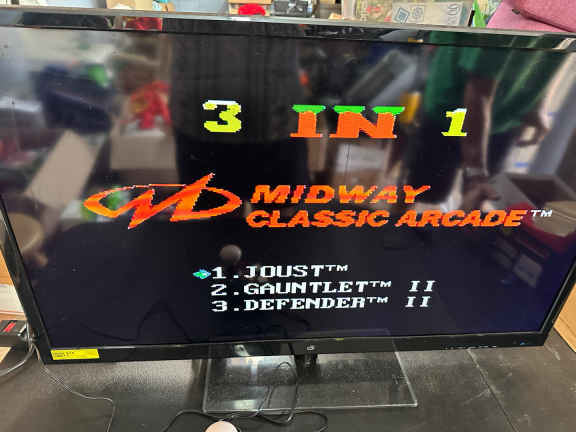 3 IN 1
MIDWAY
CLASSIC ARCADE™
1.JOUST™
2.GAUNTLET™ II
3.DEFENDER™ II